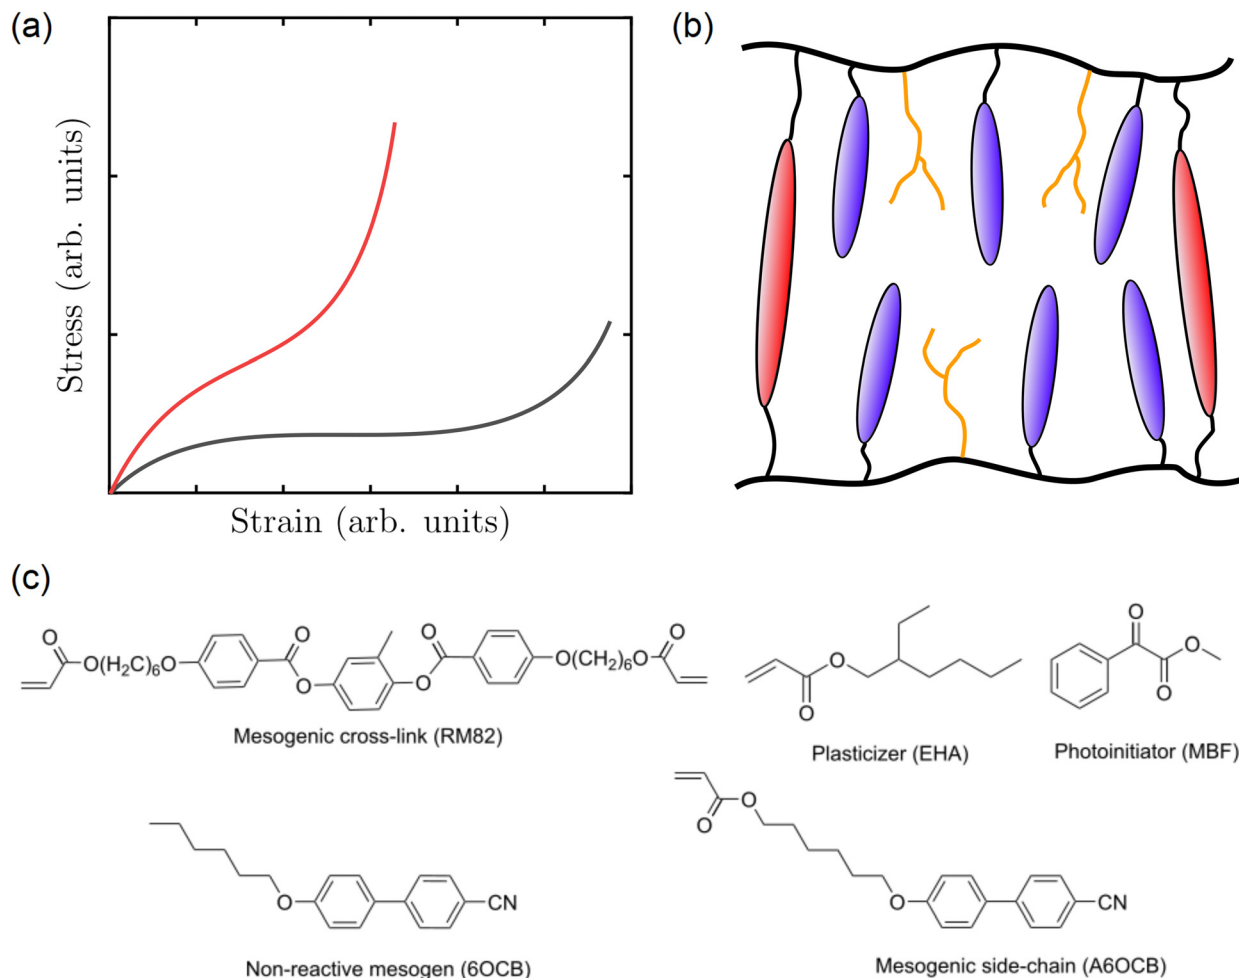 (a)
Stress (arb. units)
Strain (arb. units)
(b)
(c)
O
O(H₂C)₆O
O
O
O
O
O(CH₂)₆O
O
Mesogenic cross-link (RM82)
O
O
Plasticizer (EHA)
O
O
O
Photoinitiator (MBF)
O
CN
Non-reactive mesogen (6OCB)
O
O
O
CN
Mesogenic side-chain (A6OCB)